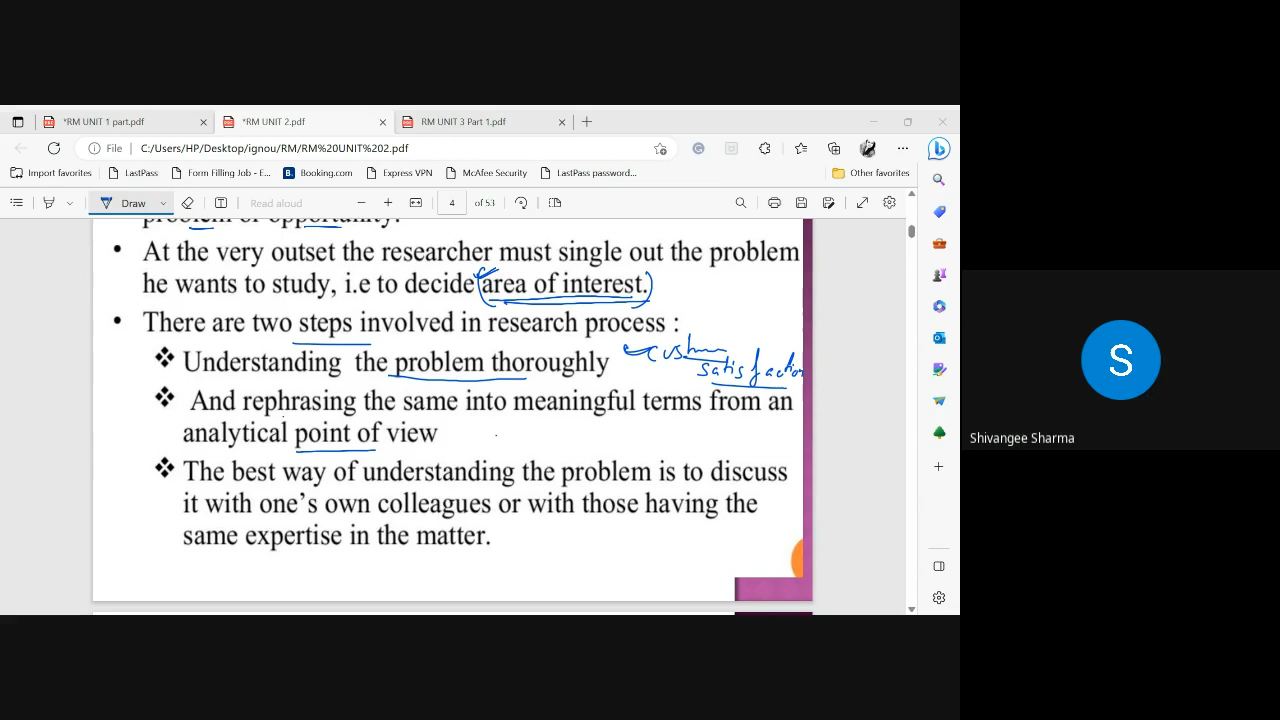 *RM UNIT 1 part.pdf
*RM UNIT 2.pdf
RM UNIT 3 Part 1.pdf
File C:/Users/HP/Desktop/ignou/RM/RM%20UNIT%202.pdf
Import favorites LastPass Form Filling Job - E... Booking.com Express VPN McAfee Security LastPass password... Other favorites
Draw Read aloud 4 of 53
problem or opportunity.
• At the very outset the researcher must single out the problem
he wants to study, i.e to decide area of interest.
• There are two steps involved in research process :
❖ Understanding the problem thoroughly
satisfaction
❖ And rephrasing the same into meaningful terms from an
analytical point of view
❖ The best way of understanding the problem is to discuss
it with one's own colleagues or with those having the
same expertise in the matter.
S
Shivangee Sharma